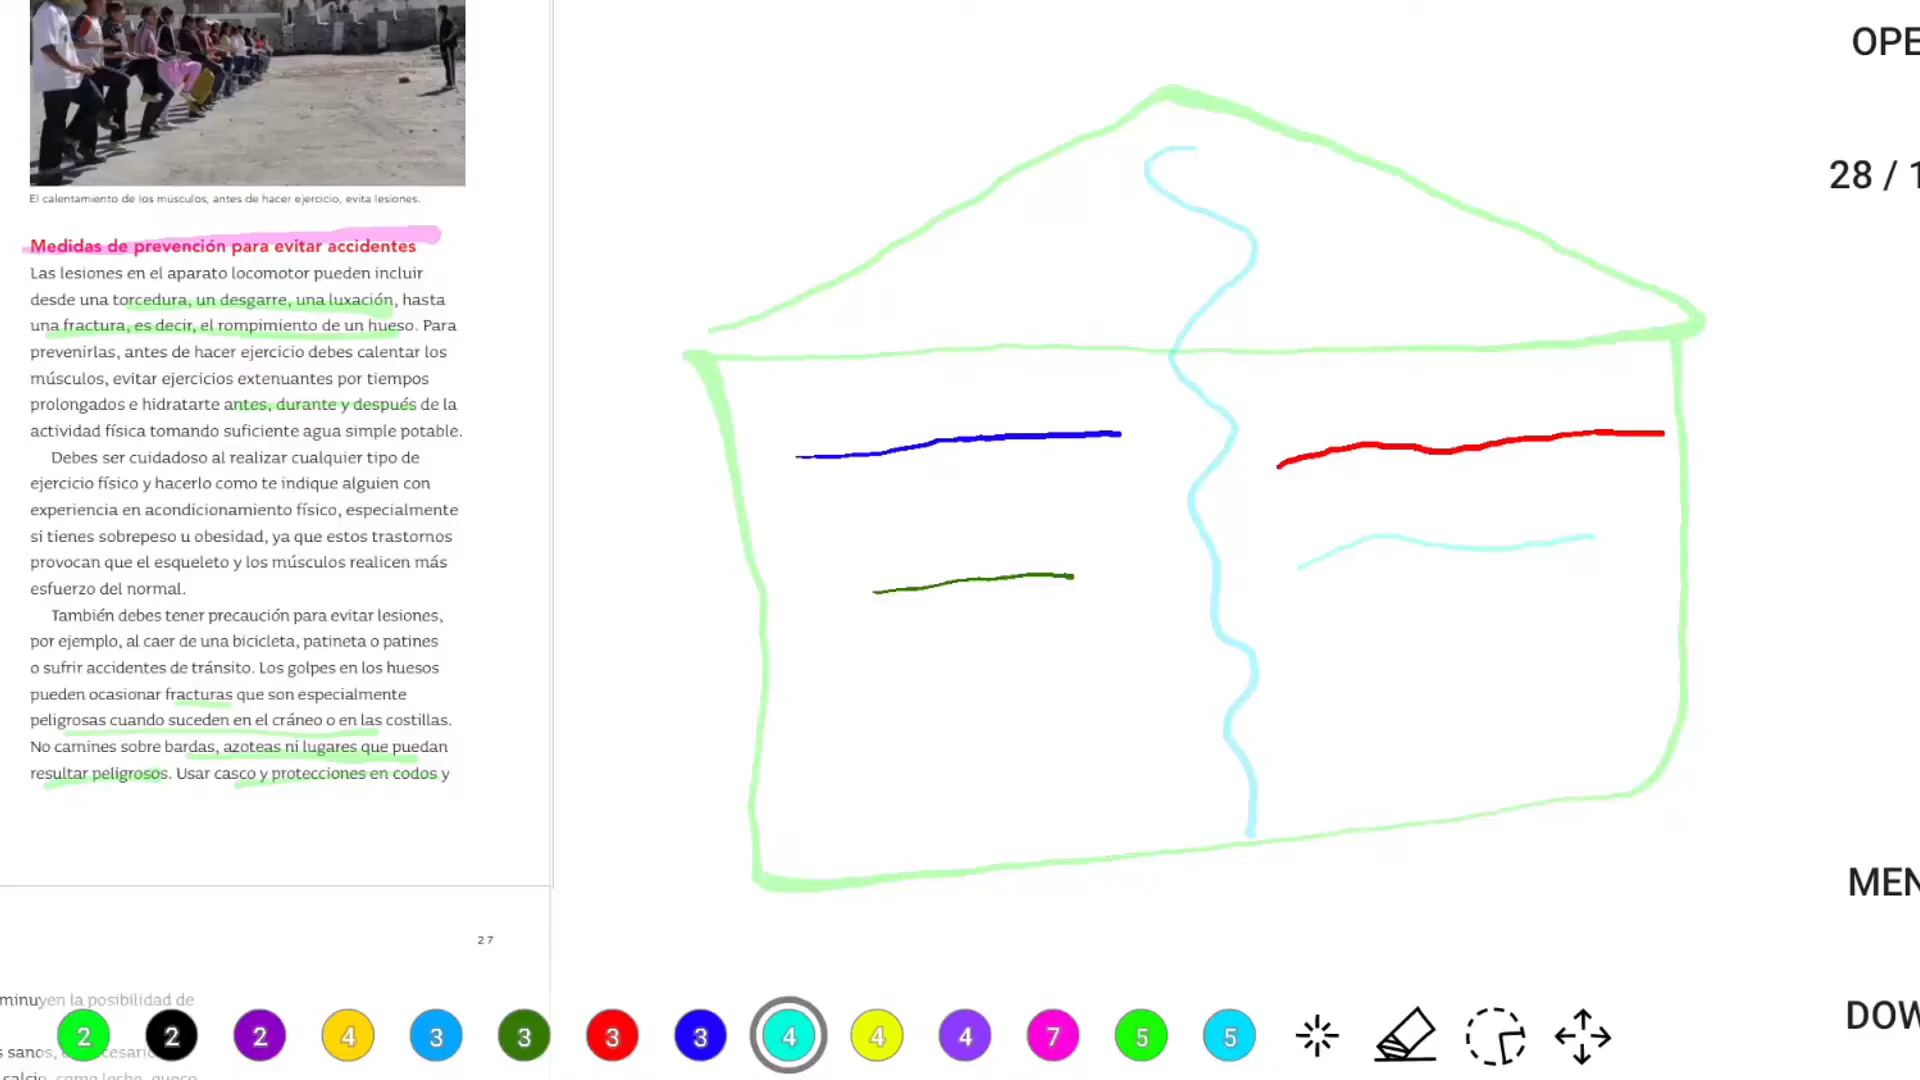 El calentamiento de los músculos, antes de hacer ejercicio, evita lesiones.
Medidas de prevención para evitar accidentes
Las lesiones en el aparato locomotor pueden incluir
desde una torcedura, un desgarre, una luxación, hasta
una fractura, es decir, el rompimiento de un hueso. Para
prevenirlas, antes de hacer ejercicio debes calentar los
músculos, evitar ejercicios extenuantes por tiempos
prolongados e hidratarte antes, durante y después de la
actividad física tomando suficiente agua simple potable.
Debes ser cuidadoso al realizar cualquier tipo de
ejercicio físico y hacerlo como te indique alguien con
experiencia en acondicionamiento físico, especialmente
si tienes sobrepeso u obesidad, ya que estos trastornos
provocan que el esqueleto y los músculos realicen más
esfuerzo del normal.
También debes tener precaución para evitar lesiones,
por ejemplo, al caer de una bicicleta, patineta o patines
o sufrir accidentes de tránsito. Los golpes en los huesos
pueden ocasionar fracturas que son especialmente
peligrosas cuando suceden en el cráneo o en las costillas.
No camines sobre bardas, azoteas ni lugares que puedan
resultar peligrosos. Usar casco y protecciones en codos y
27
minuyen la posibilidad de
OPE
28 / 1
MEN
DOW
2 2 2 4 3 3 3 3 4 4 4 7 5 5